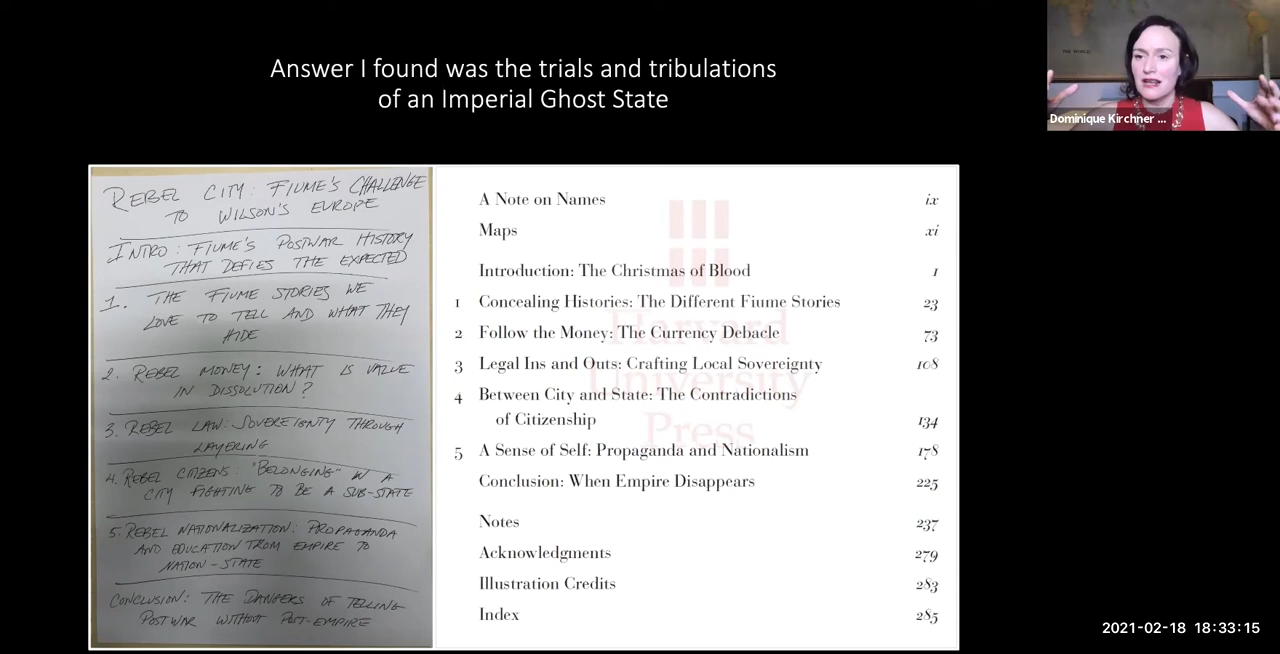 Answer I found was the trials and tribulations
of an Imperial Ghost State
THE WORLD
Dominique Kirchner ...
REBEL CITY: FIUME'S CHALLENGE
TO WILSON'S EUROPE
INTRO: FIUME'S POSTWAR HISTORY
THAT DEFIES THE EXPECTED
1. THE FIUME STORIES WE
LOVE TO TELL AND WHAT THEY
HIDE
2. REBEL MONEY: WHAT IS VALUE
IN DISSOLUTION?
3. REBEL LAW: SOVEREIGNTY THROUGH
LAYERING
4. REBEL CITIZENS: "BELONGING" IN A
CITY FIGHTING TO BE A SUB-STATE
5. REBEL NATIONALIZATION: PROPAGANDA
AND EDUCATION FROM EMPIRE TO
NATION-STATE
CONCLUSION: THE DANGERS OF TELLING
POSTWAR WITHOUT POST-EMPIRE
A Note on Names ix
Maps xi
Introduction: The Christmas of Blood 1
1 Concealing Histories: The Different Fiume Stories 23
2 Follow the Money: The Currency Debacle 73
3 Legal Ins and Outs: Crafting Local Sovereignty 108
4 Between City and State: The Contradictions
of Citizenship 134
5 A Sense of Self: Propaganda and Nationalism 178
Conclusion: When Empire Disappears 225
Notes 237
Acknowledgments 279
Illustration Credits 283
Index 285
Harvard
University
Press
2021-02-18 18:33:15